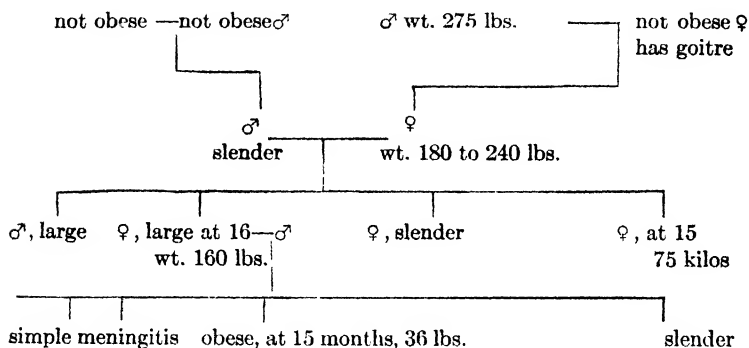 not obese — not obese♂ ♂ wt. 275 lbs. — not obese ♀
has goitre
♂ ♀
slender wt. 180 to 240 lbs.
♂, large ♀, large at 16—♂ ♀, slender ♀, at 15
wt. 160 lbs. 75 kilos
simple meningitis obese, at 15 months, 36 lbs. slender